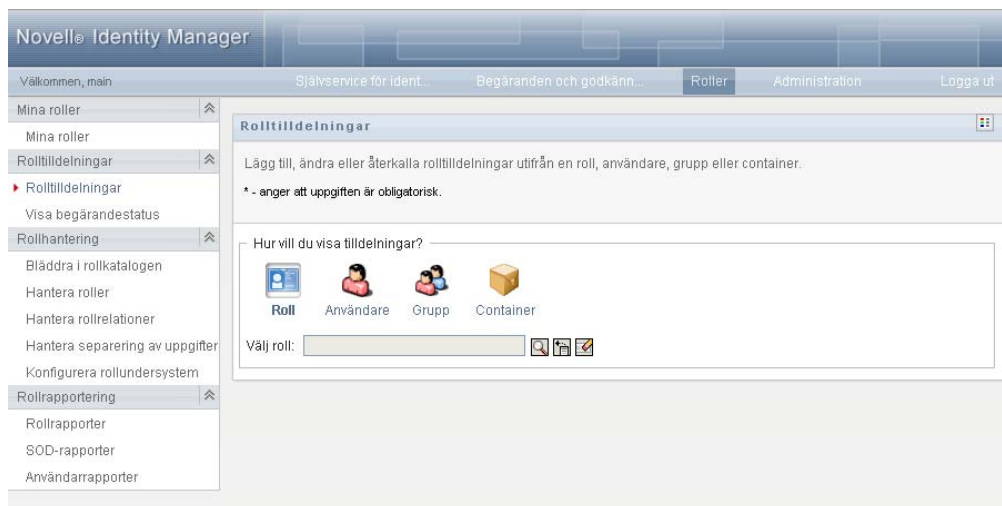 Novell® Identity Manager
Välkommen, main
Självservice för ident... Begäranden och godkänn... Roller Administration Logga ut
Mina roller
Mina roller
Rolltilldelningar
Rolltilldelningar
Visa begärandestatus
Rollhantering
Bläddra i rollkatalogen
Hantera roller
Hantera rollrelationer
Hantera separering av uppgifter
Konfigurera rollundersystem
Rollrapportering
Rollrapporter
SOD-rapporter
Användarrapporter
Rolltilldelningar
Lägg till, ändra eller återkalla rolltilldelningar utifrån en roll, användare, grupp eller container.
* - anger att uppgiften är obligatorisk.
Hur vill du visa tilldelningar?
Roll Användare Grupp Container
Välj roll: